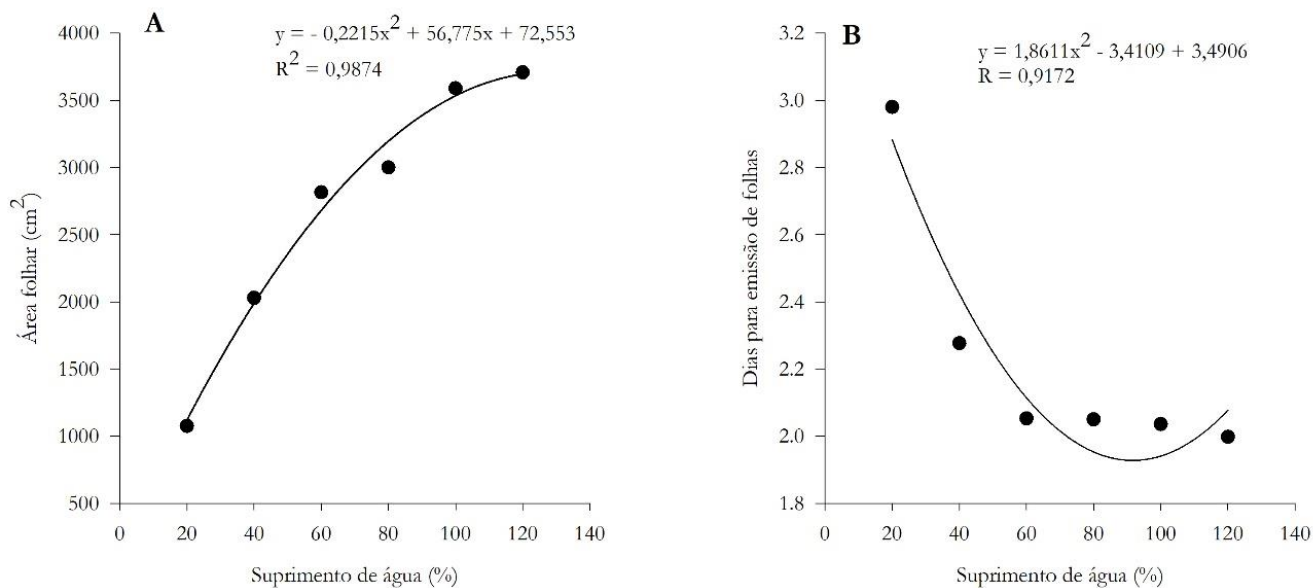 A
y = - 0,2215x² + 56,775x + 72,553
R² = 0,9874
4000
3500
3000
2500
2000
1500
1000
500
Área folhar (cm²)
0 20 40 60 80 100 120 140
Suprimento de água (%)
B
y = 1,8611x² - 3,4109 + 3,4906
R = 0,9172
3.2
3.0
2.8
2.6
2.4
2.2
2.0
1.8
Dias para emissão de folhas
0 20 40 60 80 100 120 140
Suprimento de água (%)